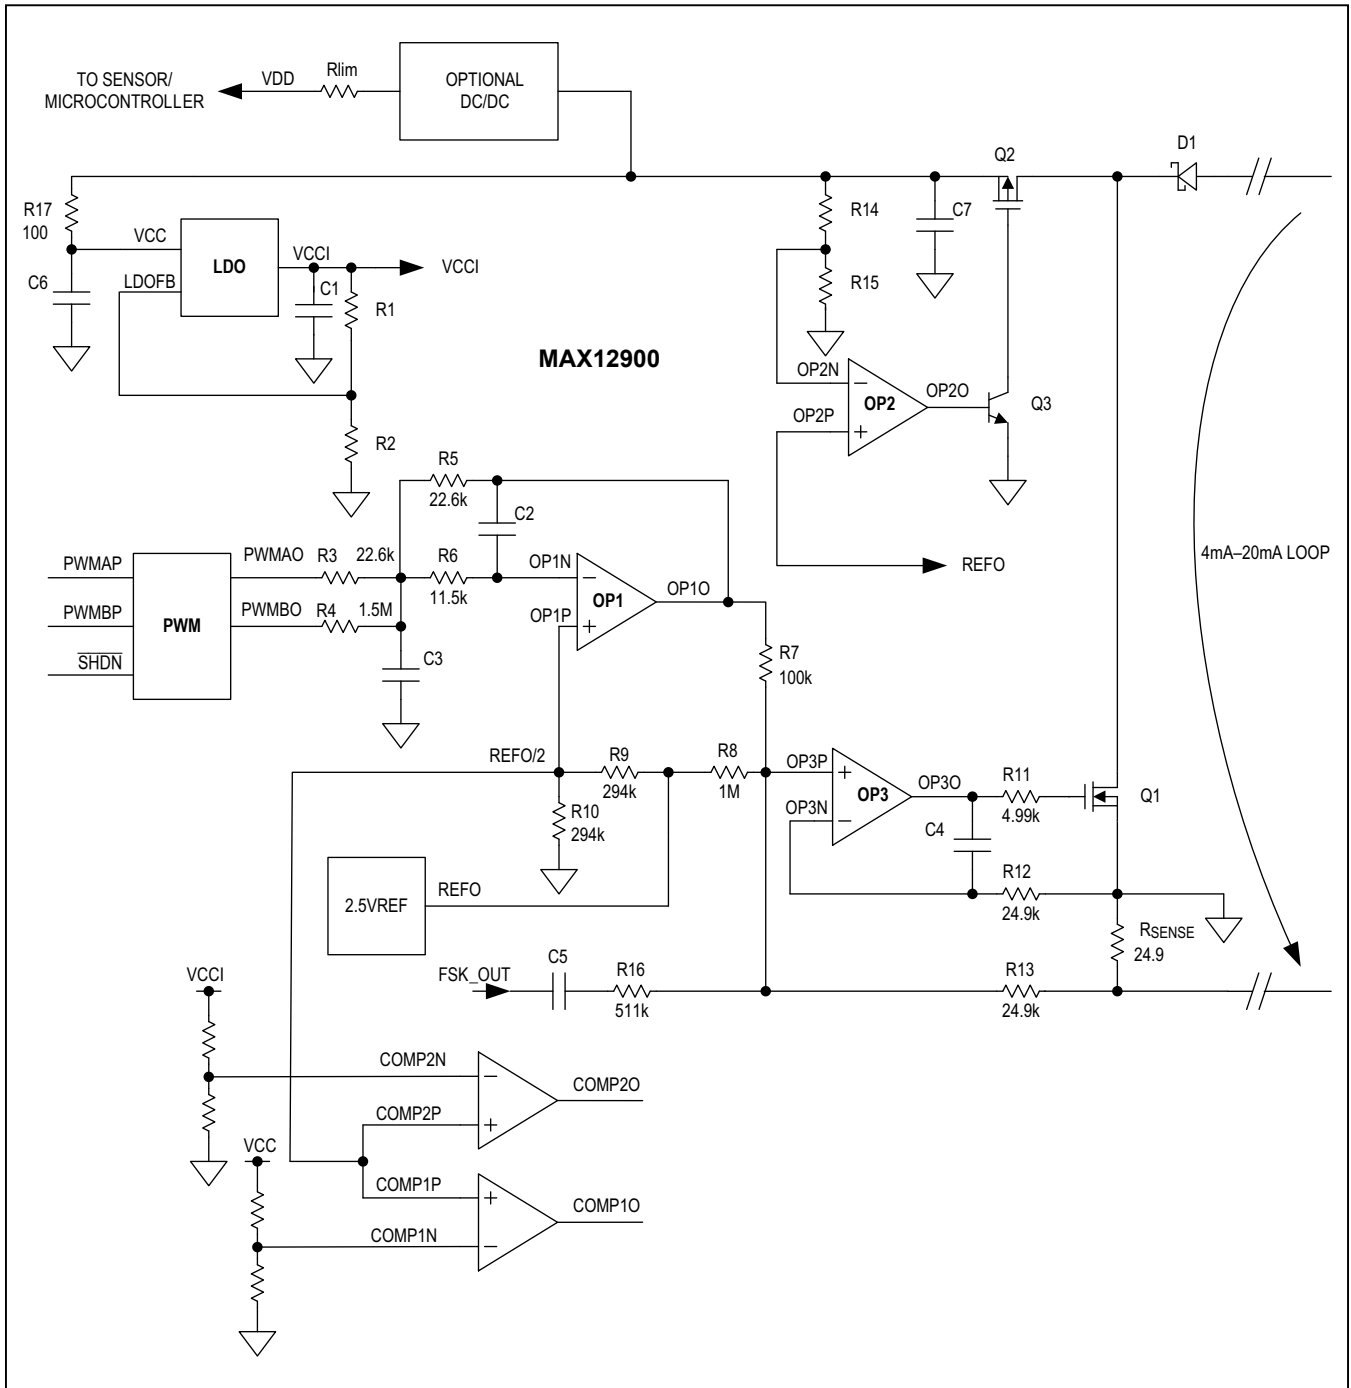 TO SENSOR/
MICROCONTROLLER
VDD
Rlim
OPTIONAL
DC/DC
D1
Q2
R17
100
VCC
LDO
VCCI
VCCI
LDOFB
C6
C1
R1
R2
R14
R15
C7
MAX12900
OP2N
OP2P
OP2
OP2O
Q3
REFO
4mA–20mA LOOP
R5
22.6k
C2
PWMAP
PWMBP
SHDN
PWM
PWMAO
R3
22.6k
PWMBO
R4
1.5M
R6
11.5k
C3
OP1N
OP1P
OP1
OP1O
R7
100k
REFO/2
R9
294k
R8
1M
R10
294k
OP3P
OP3N
OP3
OP3O
R11
4.99k
Q1
C4
R12
24.9k
RSENSE
24.9
2.5VREF
REFO
FSK_OUT
C5
R16
511k
R13
24.9k
VCCI
COMP2N
COMP2P
COMP2O
VCC
COMP1P
COMP1N
COMP1O